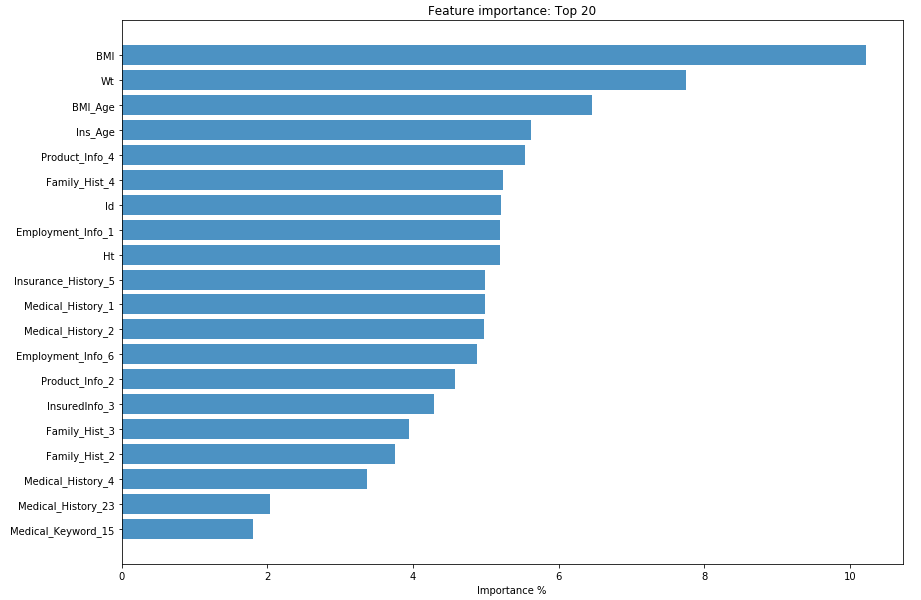 Feature importance: Top 20
BMI
Wt
BMI_Age
Ins_Age
Product_Info_4
Family_Hist_4
Id
Employment_Info_1
Ht
Insurance_History_5
Medical_History_1
Medical_History_2
Employment_Info_6
Product_Info_2
InsuredInfo_3
Family_Hist_3
Family_Hist_2
Medical_History_4
Medical_History_23
Medical_Keyword_15
0 2 4 6 8 10
Importance %